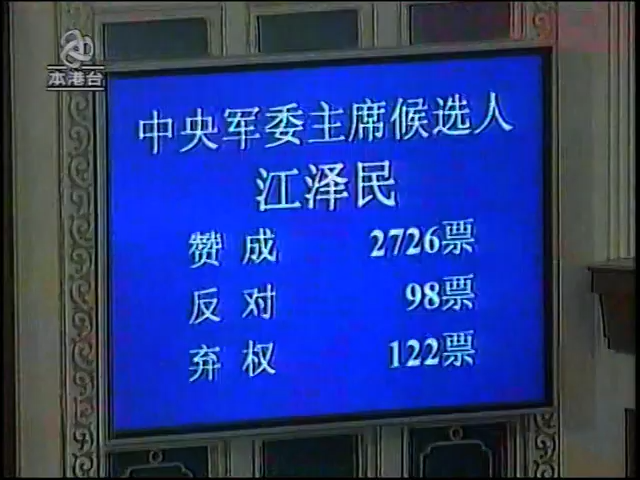 本港台
中央军委主席候选人
江泽民
赞成 2726票
反对 98票
弃权 122票